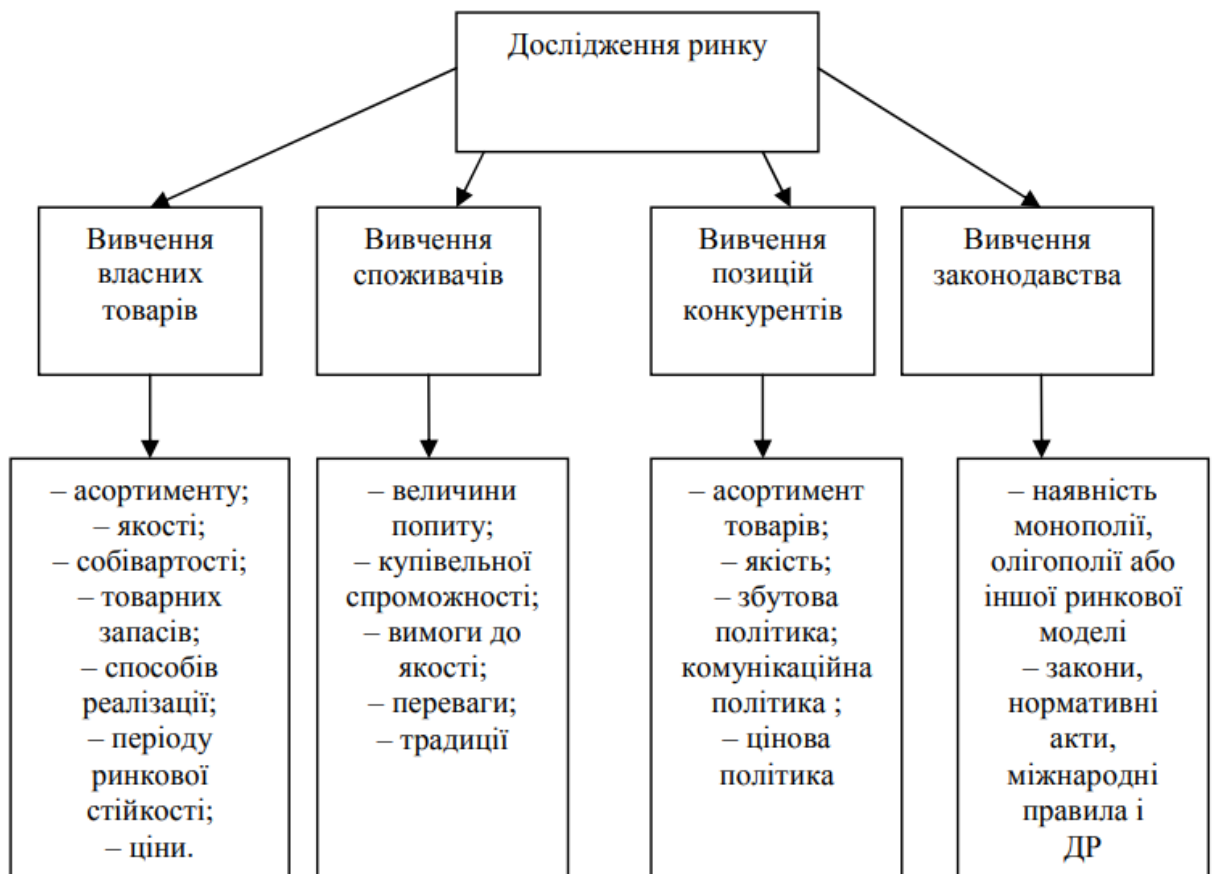 Дослідження ринку
Вивчення
власних
товарів
Вивчення
споживачів
Вивчення
позицій
конкурентів
Вивчення
законодавства
– асортименту;
– якості;
– собівартості;
– товарних
запасів;
– способів
реалізації;
– періоду
ринкової
стійкості;
– ціни.
– величини
попиту;
– купівельної
спроможності;
– вимоги до
якості;
– переваги;
– традиції
– асортимент
товарів;
– якість;
– збутова
політика;
комунікаційна
політика ;
– цінова
політика
– наявність
монополії,
олігополії або
іншої ринкової
моделі
– закони,
нормативні
акти,
міжнародні
правила і
ДР